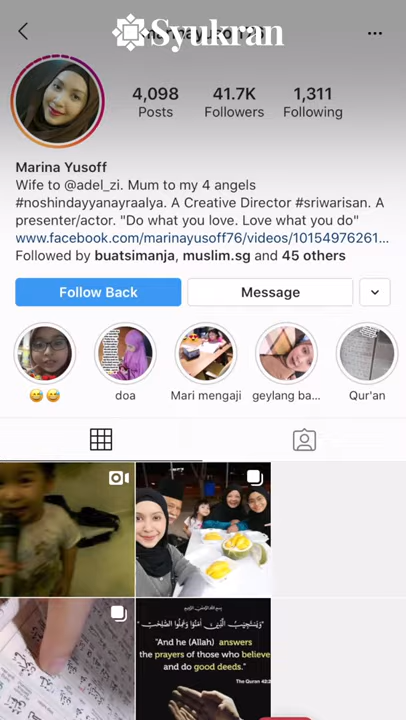 Syukran
4,098 41.7K 1,311
Posts Followers Following
Marina Yusoff
Wife to @adel_zi. Mum to my 4 angels
#noshindayyanayraalya. A Creative Director #sriwarisan. A
presenter/actor. "Do what you love. Love what you do"
www.facebook.com/marinayusoff76/videos/10154976261...
Followed by buatsimanja, muslim.sg and 45 others
Follow Back Message
😅😅 doa Mari mengaji geylang ba... Qur'an
"And he (Allah) answers
the prayers of those who believe
and do good deeds."
The Quran 42:2